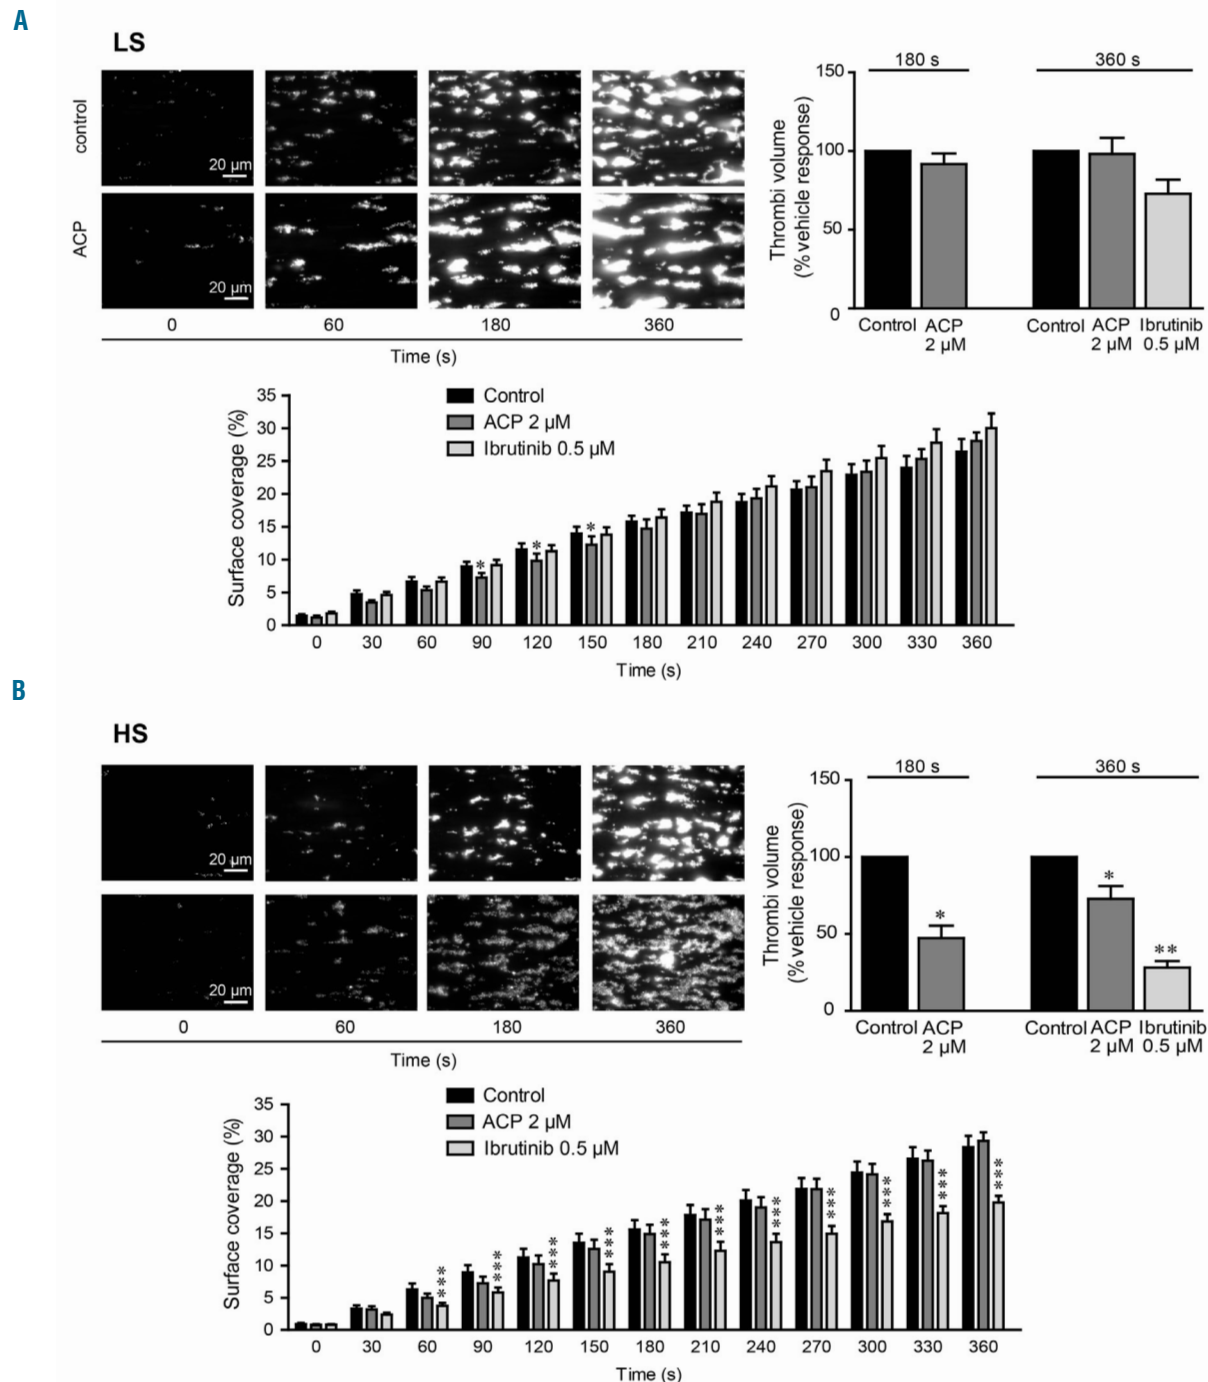 A
LS
control
20 µm
ACP
20 µm
0 60 180 360
Time (s)
180 s 360 s
150
100
50
0
Thrombi volume
(% vehicle response)
Control ACP Control ACP Ibrutinib
2 µM 2 µM 0.5 µM
Control
ACP 2 µM
Ibrutinib 0.5 µM
35
30
25
20
15
10
5
0
Surface coverage (%)
* * *
0 30 60 90 120 150 180 210 240 270 300 330 360
Time (s)
B
HS
20 µm
20 µm
0 60 180 360
Time (s)
180 s 360 s
150
100
50
0
Thrombi volume
(% vehicle response)
* * **
Control ACP Control ACP Ibrutinib
2 µM 2 µM 0.5 µM
Control
ACP 2 µM
Ibrutinib 0.5 µM
35
30
25
20
15
10
5
0
Surface coverage (%)
*** *** *** *** *** *** *** *** *** *** ***
0 30 60 90 120 150 180 210 240 270 300 330 360
Time (s)